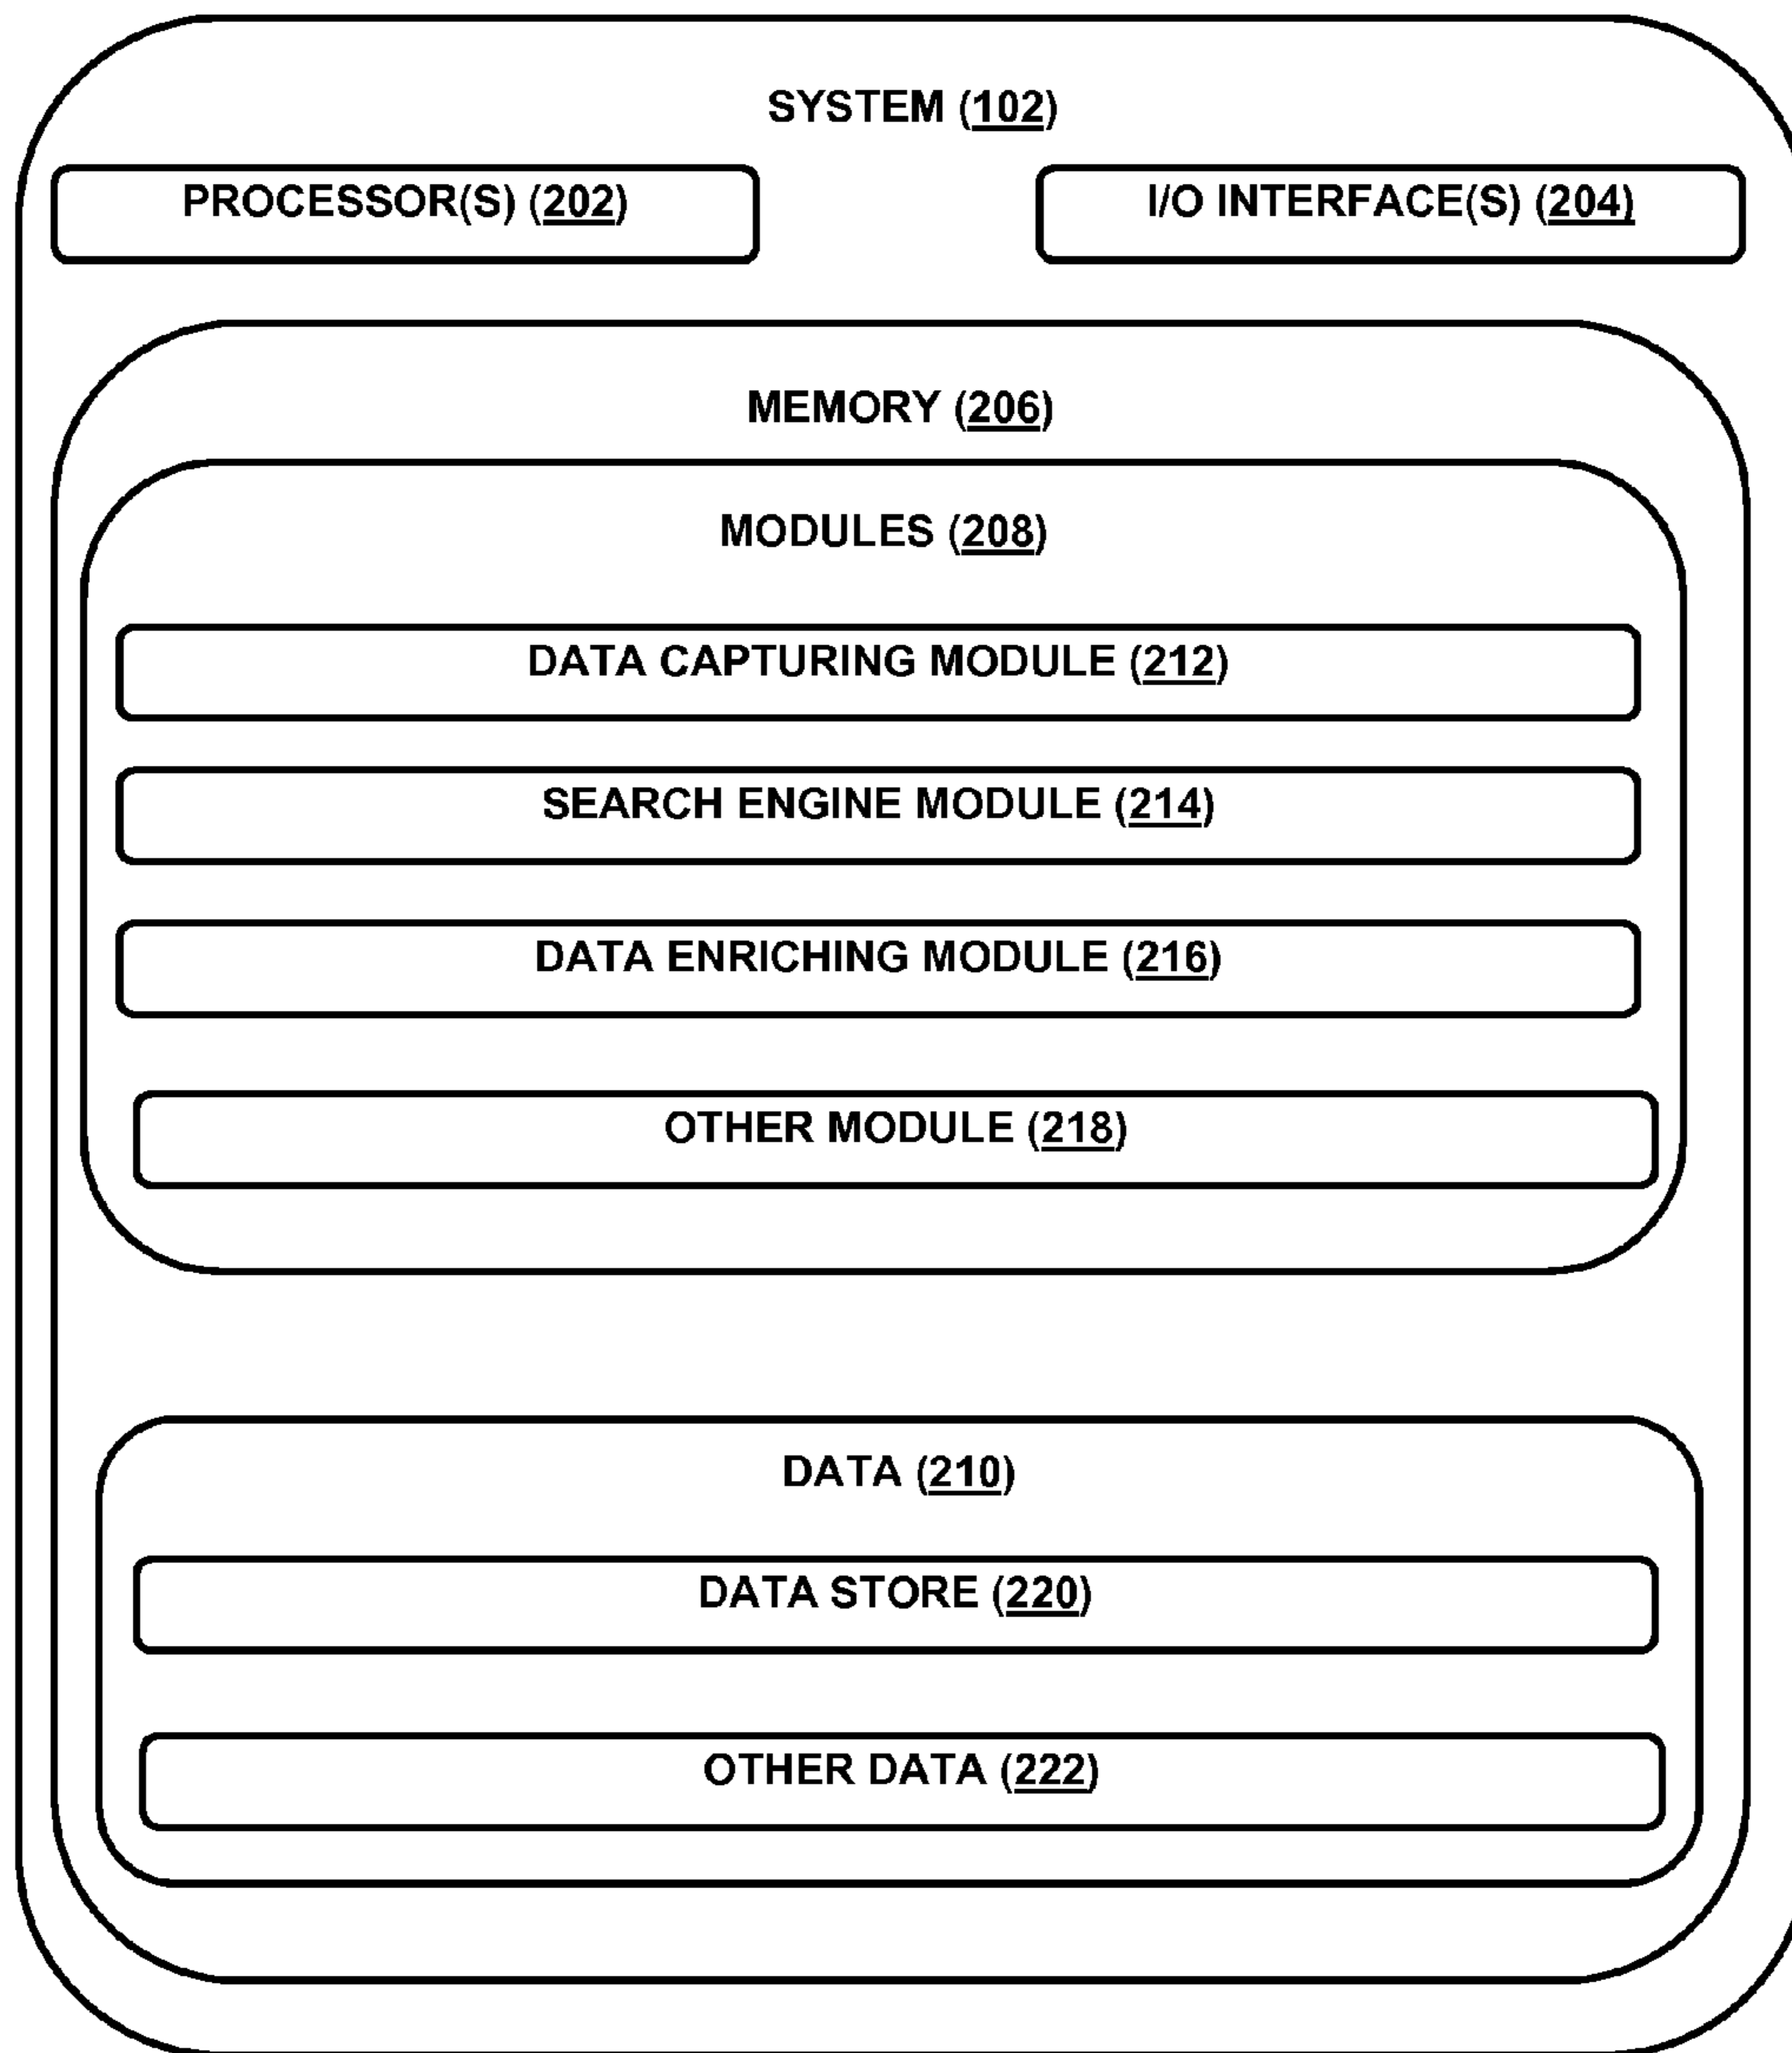 SYSTEM (102)
PROCESSOR(S) (202)
I/O INTERFACE(S) (204)
MEMORY (206)
MODULES (208)
DATA CAPTURING MODULE (212)
SEARCH ENGINE MODULE (214)
DATA ENRICHING MODULE (216)
OTHER MODULE (218)
DATA (210)
DATA STORE (220)
OTHER DATA (222)